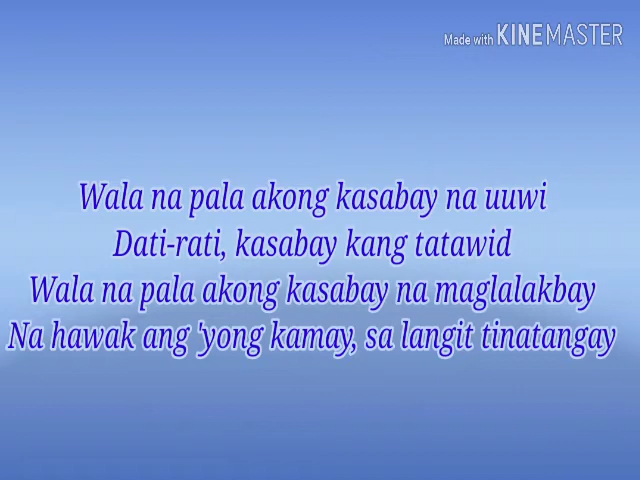 Made with KINEMASTER
Wala na pala akong kasabay na uuwi
Dati-rati, kasabay kang tatawid
Wala na pala akong kasabay na maglalakbay
Na hawak ang 'yong kamay, sa langit tinatangay